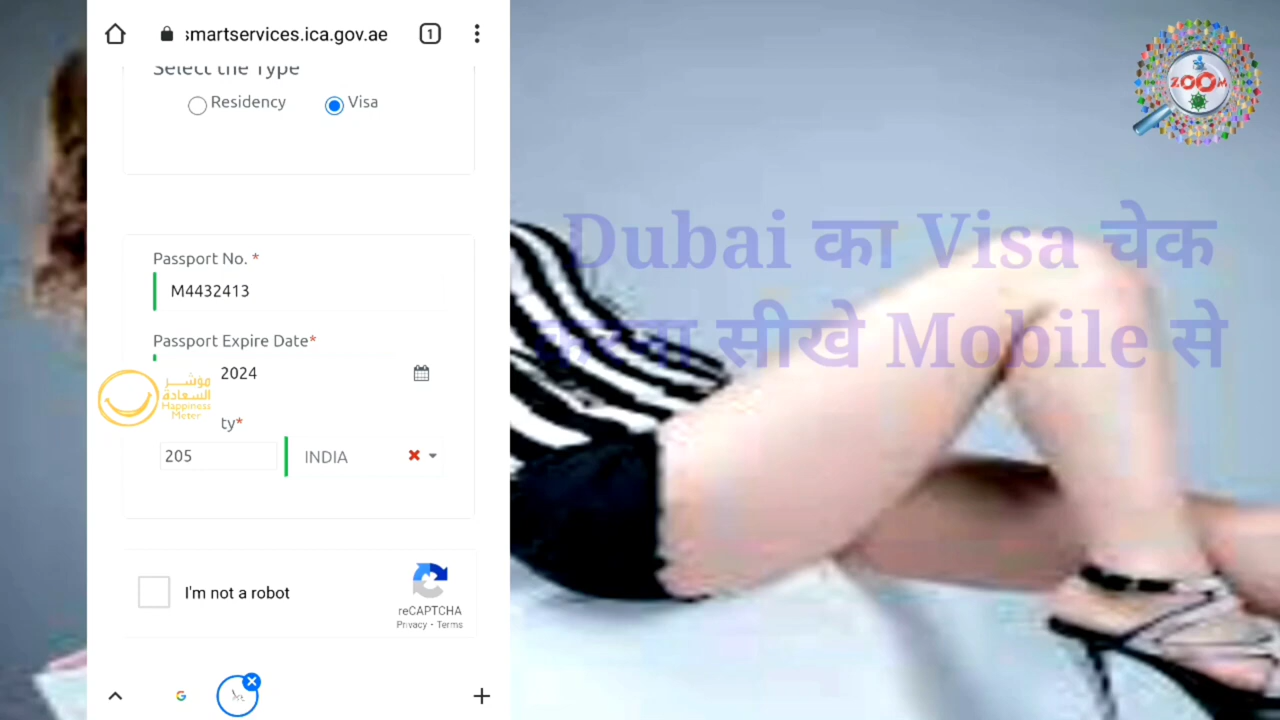 smartservices.ica.gov.ae
1
Select the Type
Residency
Visa
Passport No. *
M4432413
Passport Expire Date*
2024
مؤشر
السعادة
Happiness
Meter
ty*
205
INDIA
I'm not a robot
reCAPTCHA
Privacy - Terms
ZOOM
Dubai का Visa चेक
करना सीखे Mobile से